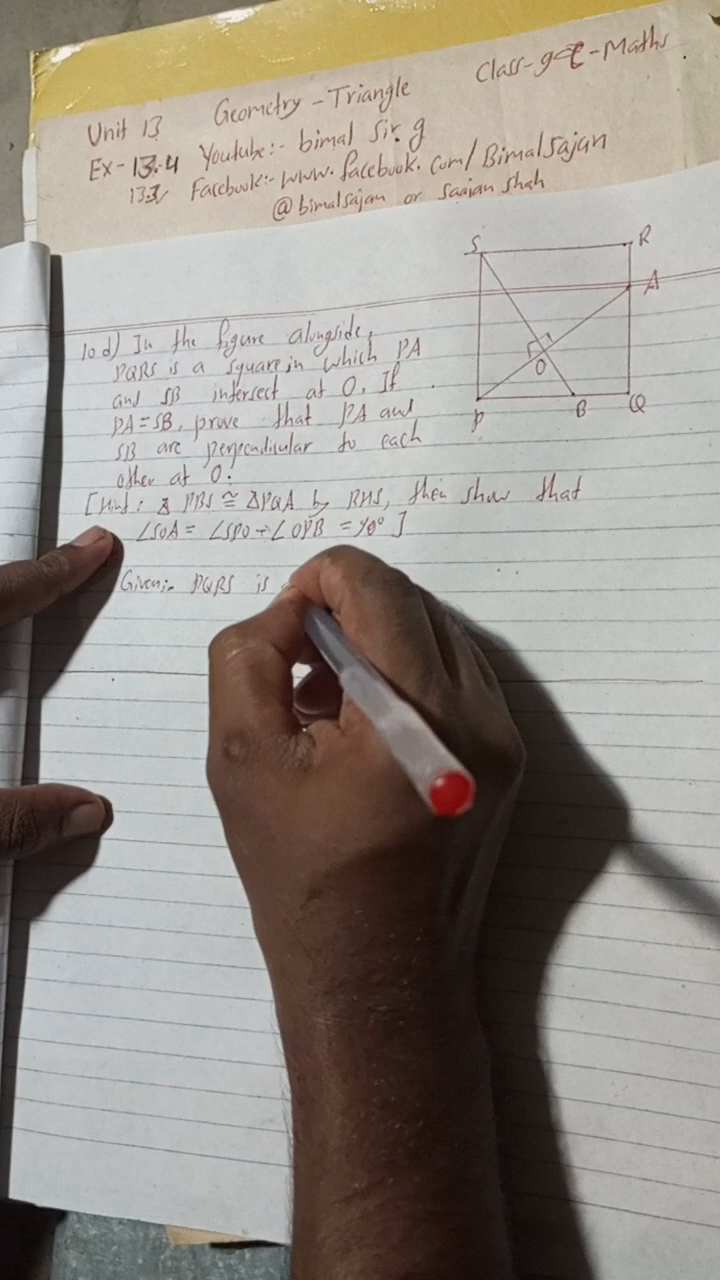 Unit 13 Geometry - Triangle Class - 9 - Maths
Ex - 13.4 Youtube:- bimal Sir. g
Facebook:- www.facebook.com/Bimalsajan
@bimalsajan or Saajan Shah
S R
A
O
P B Q
10.d) In the figure alongside,
PQRS is a square in which PA
and SB intersect at O. If
PA = SB, prove that PA and
SB are perpendicular to each
other at O.
[Hint: Δ PBS ≅ ΔPQA by RHS, then show that
∠SOA = ∠SPO + ∠OPB = 90° ]
Given:- PQRS is